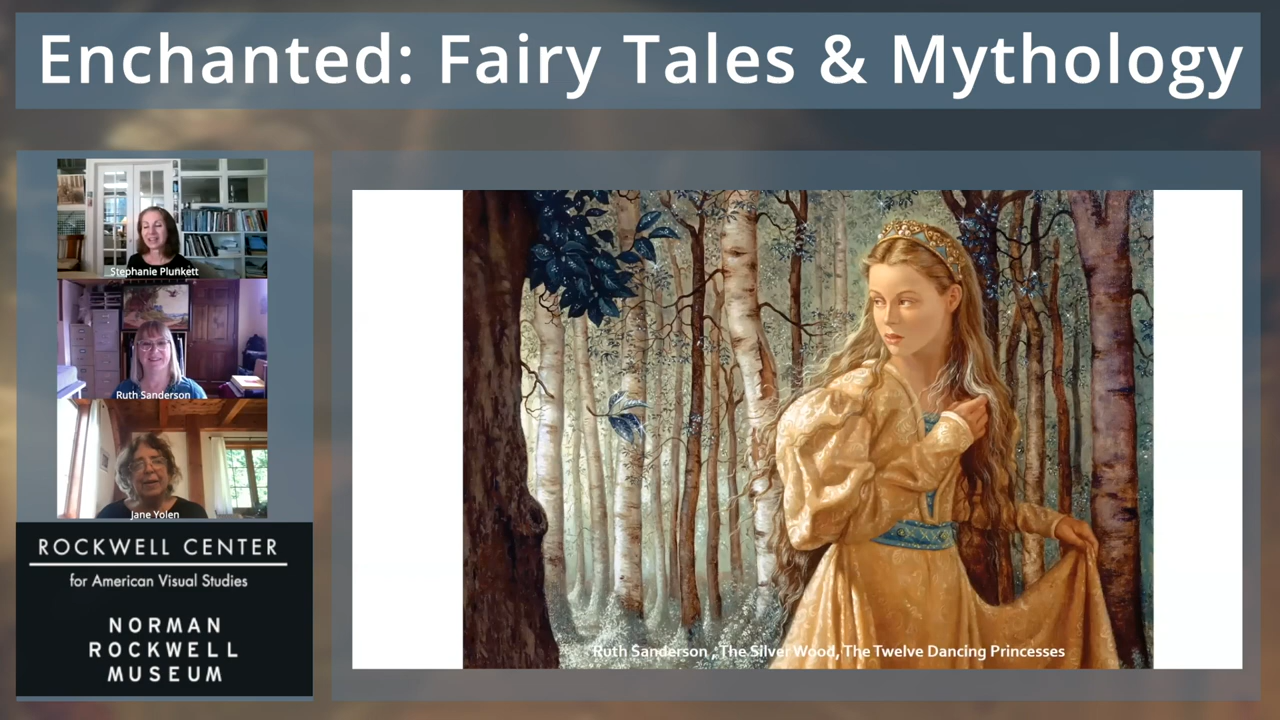 Enchanted: Fairy Tales & Mythology
Stephanie Plunkett
Ruth Sanderson
Jane Yolen
ROCKWELL CENTER
for American Visual Studies
NORMAN
ROCKWELL
MUSEUM
Ruth Sanderson , The Silver Wood, The Twelve Dancing Princesses